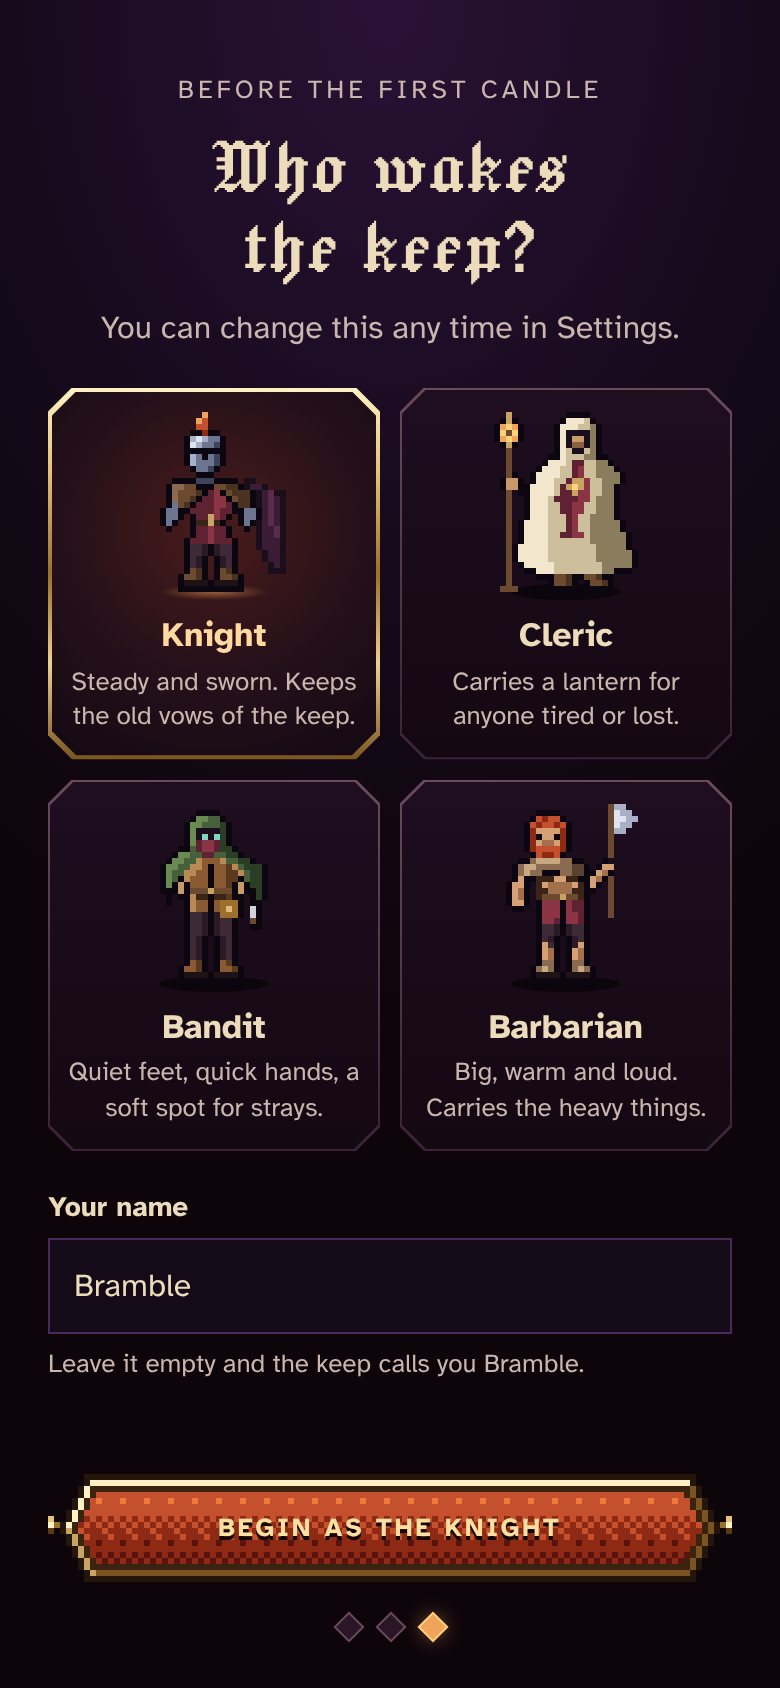 BEFORE THE FIRST CANDLE
Who wakes
the keep?
You can change this any time in Settings.
Knight
Steady and sworn. Keeps
the old vows of the keep.
Cleric
Carries a lantern for
anyone tired or lost.
Bandit
Quiet feet, quick hands, a
soft spot for strays.
Barbarian
Big, warm and loud.
Carries the heavy things.
Your name
Bramble
Leave it empty and the keep calls you Bramble.
BEGIN AS THE KNIGHT